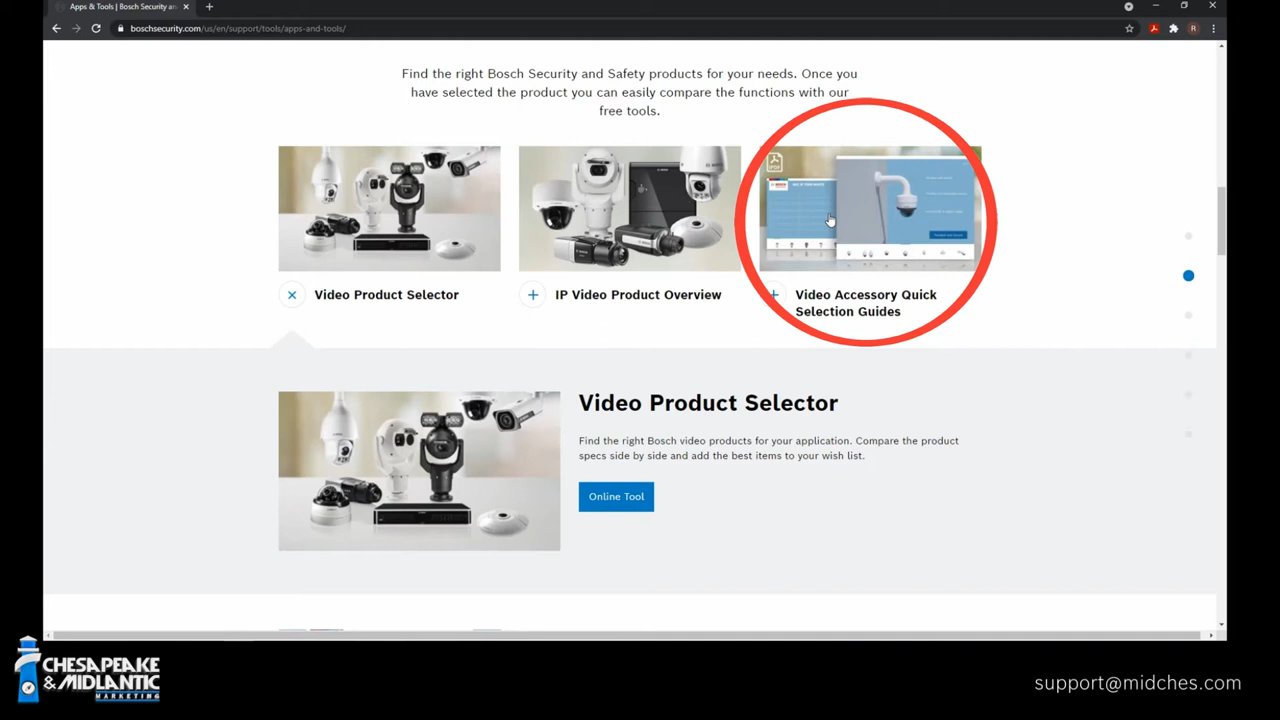 Apps & Tools | Bosch Security an
boschsecurity.com/us/en/support/tools/apps-and-tools/
R
Find the right Bosch Security and Safety products for your needs. Once you
have selected the product you can easily compare the functions with our
free tools.
PDF
BOSCH
Video Product Selector
IP Video Product Overview
Video Accessory Quick
Selection Guides
Video Product Selector
Find the right Bosch video products for your application. Compare the product
specs side by side and add the best items to your wish list.
Online Tool
CHESAPEAKE
& MIDLANTIC
MARKETING
support@midches.com